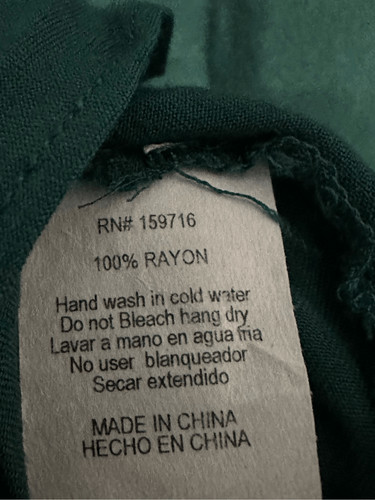 RN# 159716
100% RAYON
Hand wash in cold water
Do not Bleach hang dry
Lavar a mano en agua fria
No user blanqueador
Secar extendido
MADE IN CHINA
HECHO EN CHINA